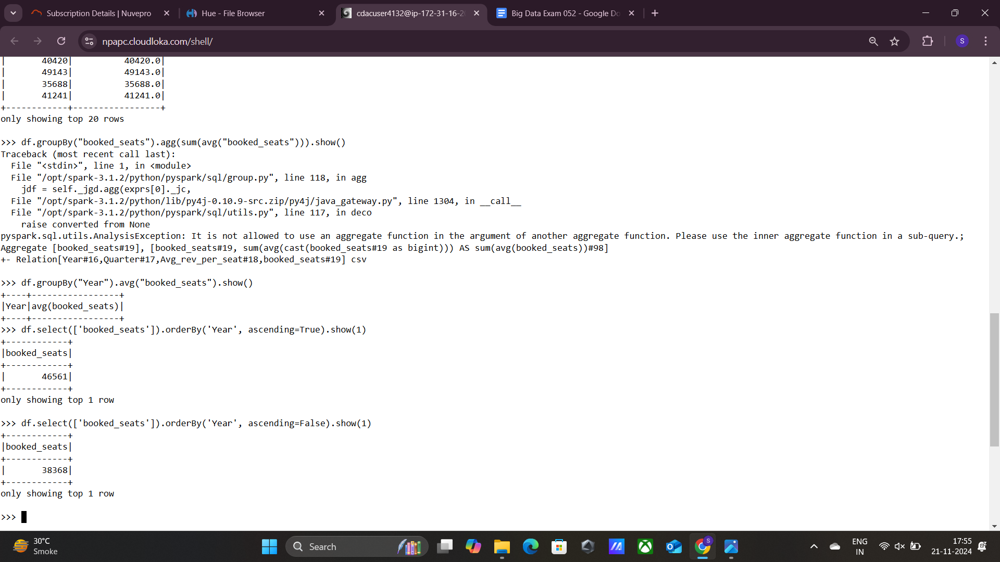 Subscription Details | Nuvepro
Hue - File Browser
cdacuser4132@ip-172-31-16-2
Big Data Exam 052 - Google Do
npapc.cloudloka.com/shell/
S
|       40420|          40420.0|
|       49143|          49143.0|
|       35688|          35688.0|
|       41241|          41241.0|
+------------+-----------------+
only showing top 20 rows
>>> df.groupBy("booked_seats").agg(sum(avg("booked_seats"))).show()
Traceback (most recent call last):
  File "<stdin>", line 1, in <module>
  File "/opt/spark-3.1.2/python/pyspark/sql/group.py", line 118, in agg
    jdf = self._jgd.agg(exprs[0]._jc,
  File "/opt/spark-3.1.2/python/lib/py4j-0.10.9-src.zip/py4j/java_gateway.py", line 1304, in __call__
  File "/opt/spark-3.1.2/python/pyspark/sql/utils.py", line 117, in deco
    raise converted from None
pyspark.sql.utils.AnalysisException: It is not allowed to use an aggregate function in the argument of another aggregate function. Please use the inner aggregate function in a sub-query.;
Aggregate [booked_seats#19], [booked_seats#19, sum(avg(cast(booked_seats#19 as bigint))) AS sum(avg(booked_seats))#98]
+- Relation[Year#16,Quarter#17,Avg_rev_per_seat#18,booked_seats#19] csv
>>> df.groupBy("Year").avg("booked_seats").show()
+----+-----------------+
|Year|avg(booked_seats)|
+----+-----------------+
>>> df.select(['booked_seats']).orderBy('Year', ascending=True).show(1)
+------------+
|booked_seats|
+------------+
|       46561|
+------------+
only showing top 1 row
>>> df.select(['booked_seats']).orderBy('Year', ascending=False).show(1)
+------------+
|booked_seats|
+------------+
|       38368|
+------------+
only showing top 1 row
>>>
30°C
Smoke
Search
S
ENG
IN
17:55
21-11-2024